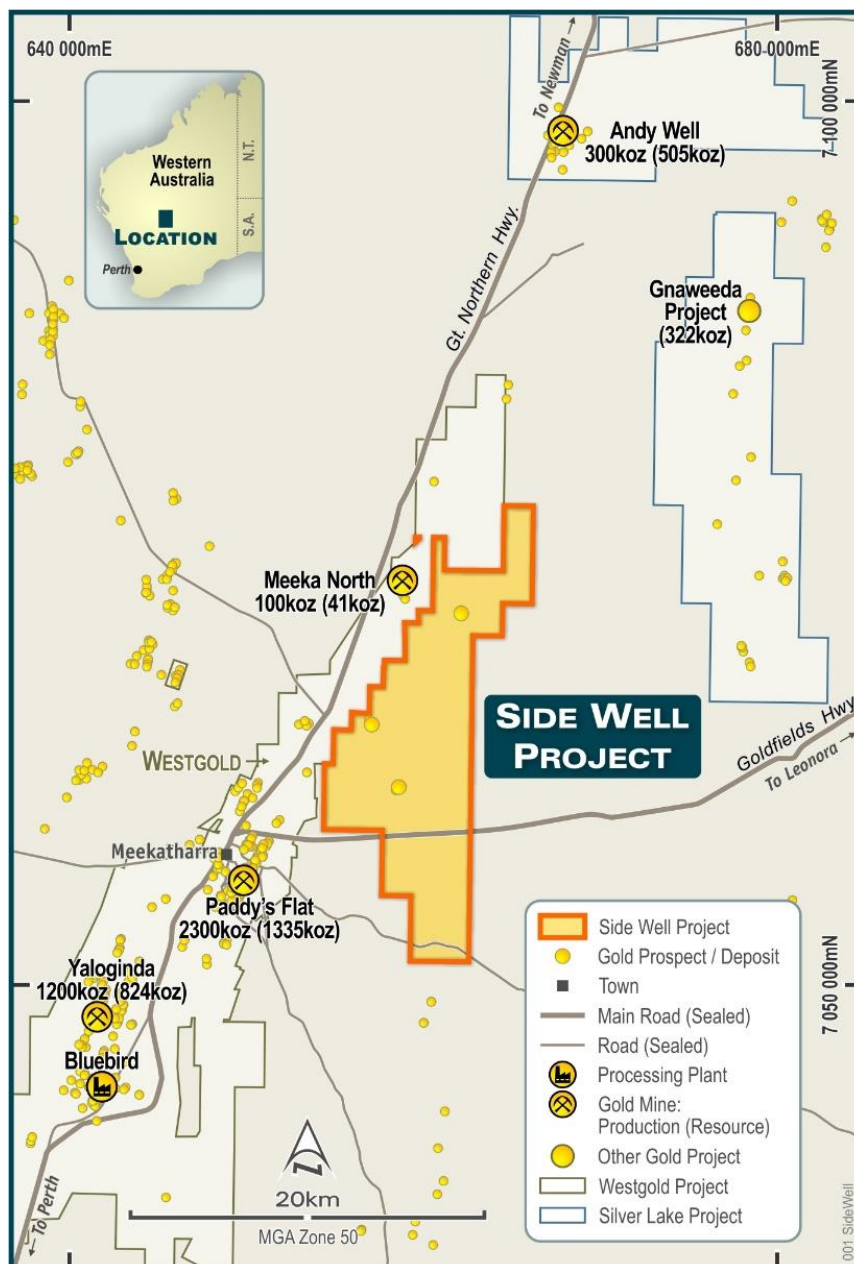 640 000mE
680 000mE
To Newman
7 100 000mN
Western
Australia
N.T.
S.A.
LOCATION
Perth
Andy Well
300koz (505koz)
Gt. Northern Hwy.
Gnaweeda
Project
(322koz)
Meeka North
100koz (41koz)
SIDE WELL
PROJECT
Goldfields Hwy
To Leonora
WESTGOLD
Meekatharra
Paddy's Flat
2300koz (1335koz)
Yaloginda
1200koz (824koz)
Bluebird
7 050 000mN
Side Well Project
Gold Prospect / Deposit
Town
Main Road (Sealed)
Road (Sealed)
Processing Plant
Gold Mine:
Production (Resource)
Other Gold Project
Westgold Project
Silver Lake Project
N
20km
MGA Zone 50
To Perth
001 SideWell